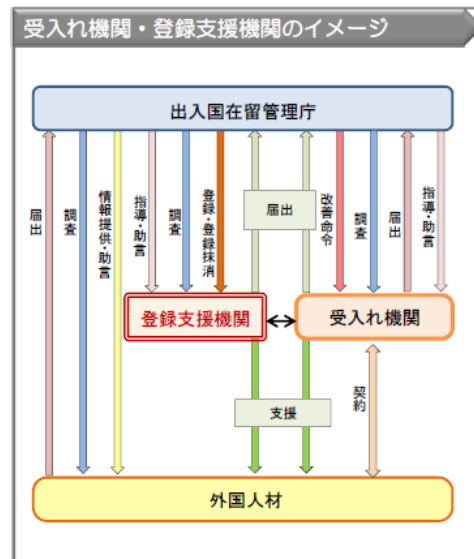 受入れ機関・登録支援機関のイメージ
出入国在留管理庁
届出
調査
情報提供・助言
指導・助言
調査
登録・登録抹消
届出
改善命令
調査
届出
指導・助言
登録支援機関
受入れ機関
支援
契約
外国人材